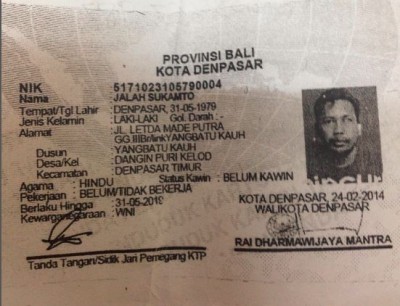 PROVINSI BALI
KOTA DENPASAR
NIK 5171023105790004
Nama : JALAH SUKAMTO
Tempat/Tgl Lahir : DENPASAR, 31-05-1979
Jenis Kelamin : LAKI-LAKI Gol. Darah : -
Alamat : JL. LETDA MADE PUTRA
GG IIIBr/linkYANGBATU KAUH
Dusun : YANGBATU KAUH
Desa/Kel : DANGIN PURI KELOD
Kecamatan : DENPASAR TIMUR
Agama : HINDU Status Kawin : BELUM KAWIN
Pekerjaan : BELUM/TIDAK BEKERJA
Berlaku Hingga : 31-05-2019
Kewarganegaraan : WNI
KOTA DENPASAR, 24-02-2014
WALIKOTA DENPASAR
RAI DHARMAWIJAYA MANTRA
Tanda Tangan/Sidik Jari Pemegang KTP